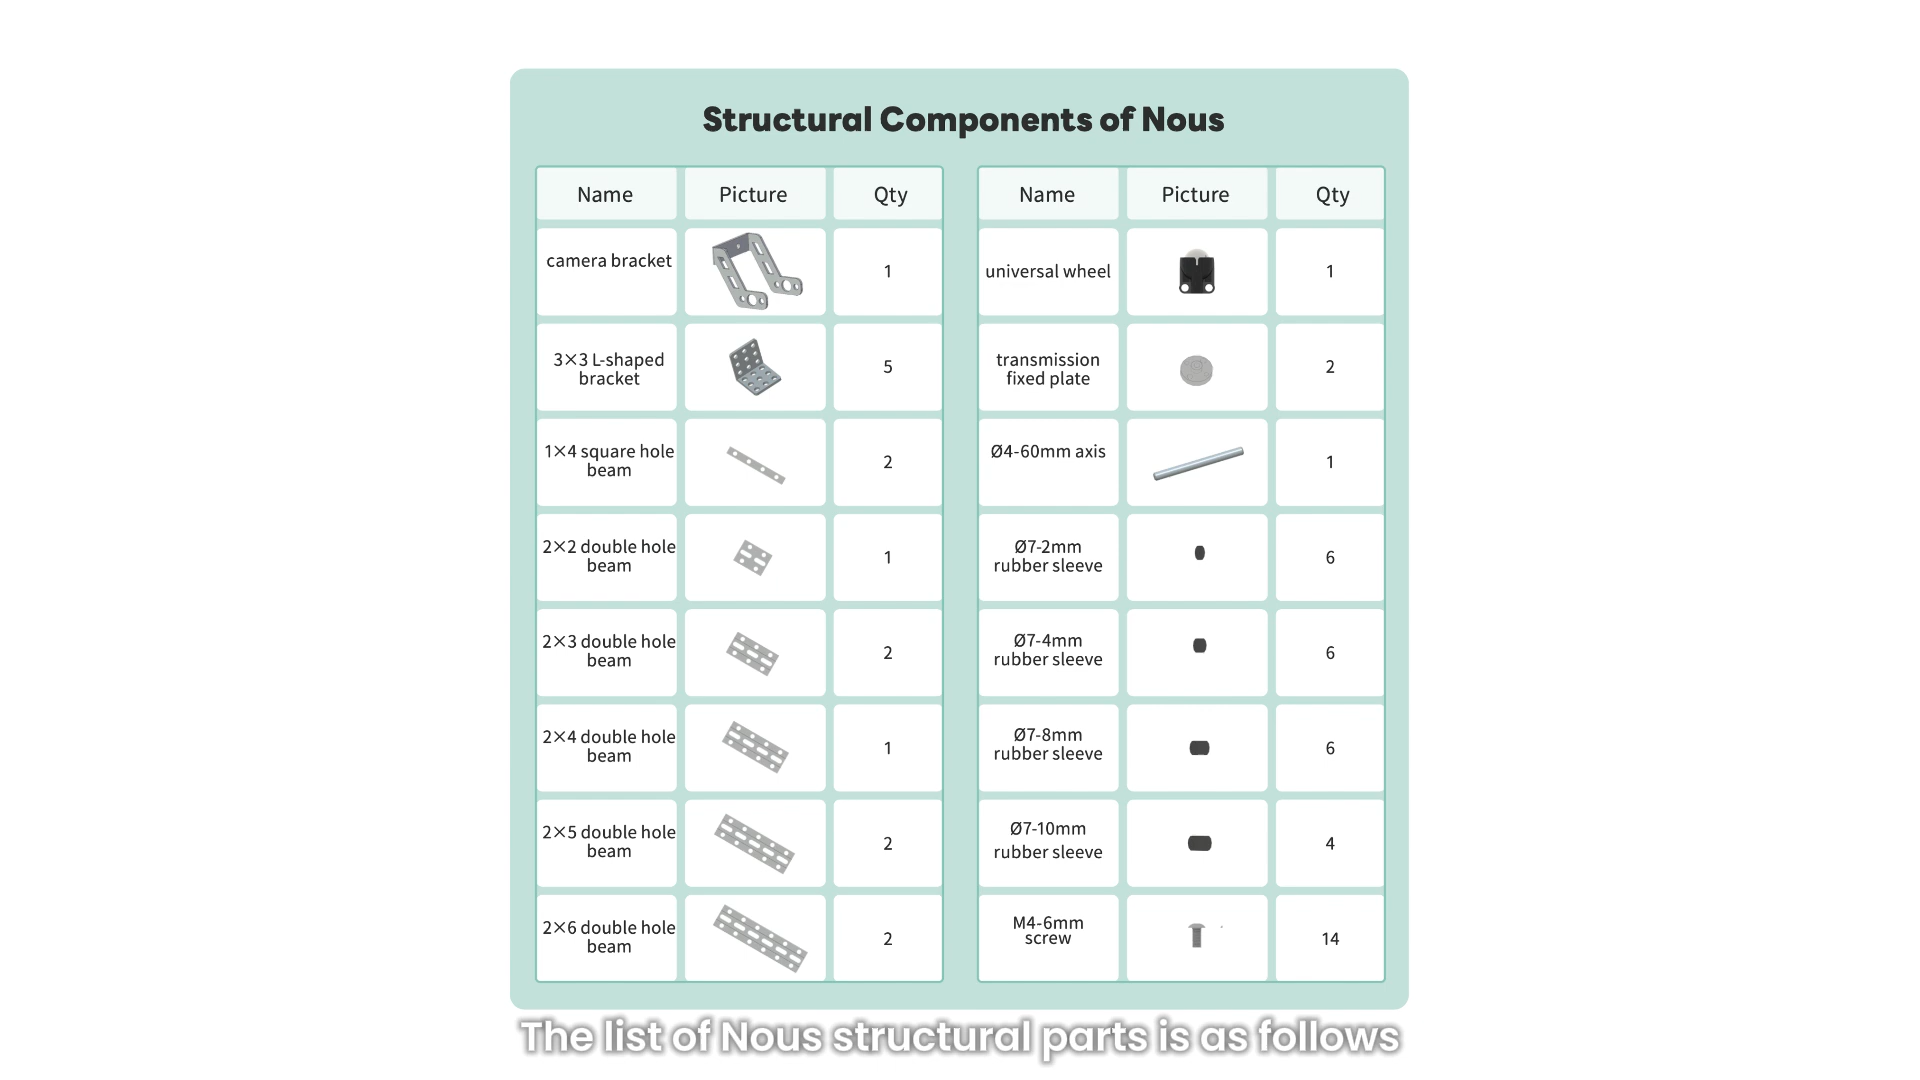 Structural Components of Nous
Name Picture Qty
camera bracket 1
3×3 L-shaped
bracket 5
1×4 square hole
beam 2
2×2 double hole
beam 1
2×3 double hole
beam 2
2×4 double hole
beam 1
2×5 double hole
beam 2
2×6 double hole
beam 2
Name Picture Qty
universal wheel 1
transmission
fixed plate 2
Ø4-60mm axis 1
Ø7-2mm
rubber sleeve 6
Ø7-4mm
rubber sleeve 6
Ø7-8mm
rubber sleeve 6
Ø7-10mm
rubber sleeve 4
M4-6mm
screw 14
The list of Nous structural parts is as follows